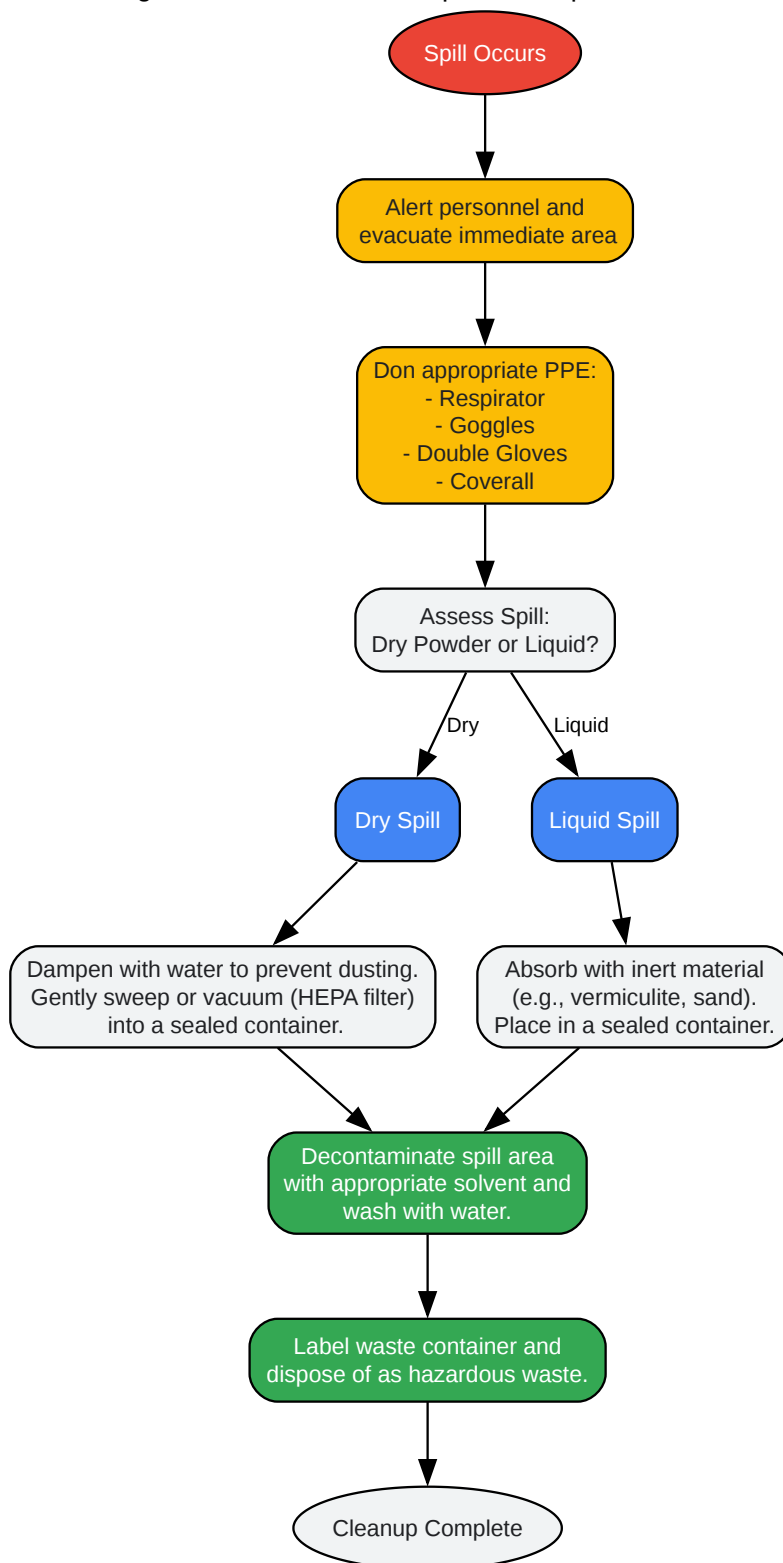 Spill Occurs
Alert personnel and
evacuate immediate area
Don appropriate PPE:
- Respirator
- Goggles
- Double Gloves
- Coverall
Assess Spill:
Dry Powder or Liquid?
Dry
Liquid
Dry Spill
Liquid Spill
Dampen with water to prevent dusting.
Gently sweep or vacuum (HEPA filter)
into a sealed container.
Absorb with inert material
(e.g., vermiculite, sand).
Place in a sealed container.
Decontaminate spill area
with appropriate solvent and
wash with water.
Label waste container and
dispose of as hazardous waste.
Cleanup Complete